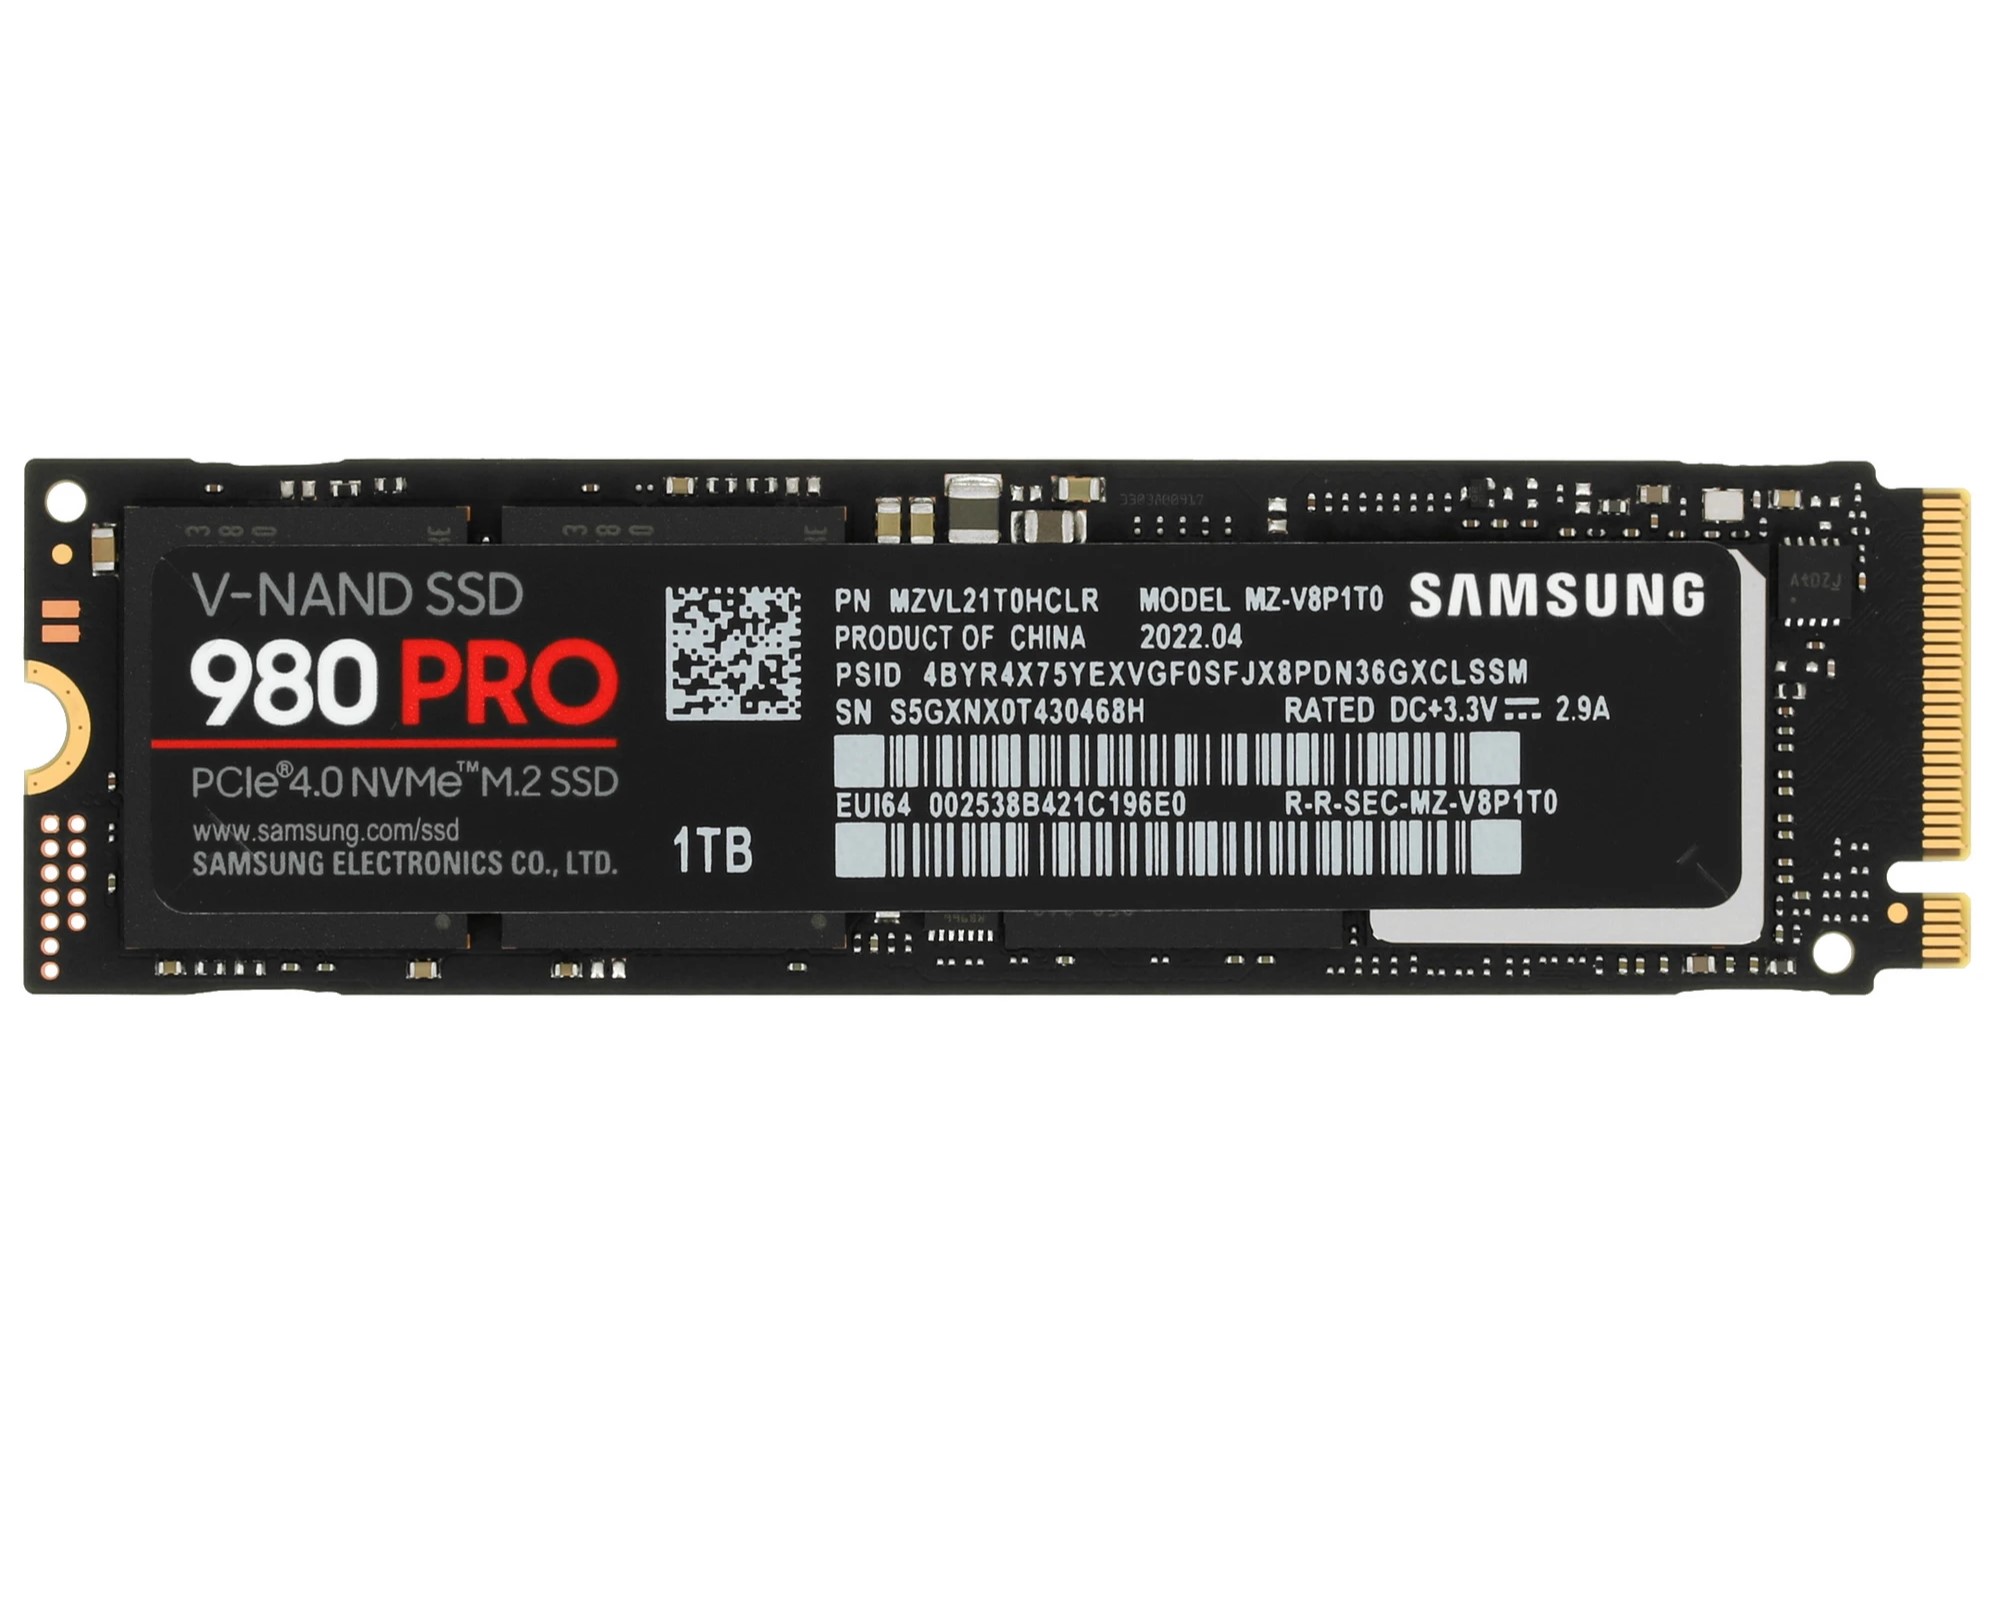 V-NAND SSD
980 PRO
PCIe®4.0 NVMe™M.2 SSD
www.samsung.com/ssd
SAMSUNG ELECTRONICS CO., LTD.
1TB
PN MZVL21T0HCLR MODEL MZ-V8P1T0 SAMSUNG
PRODUCT OF CHINA 2022.04
PSID 4BYR4X75YEXVGF0SFJX8PDN36GXCLSSM
SN S5GXNX0T430468H RATED DC+3.3V⎓ 2.9A
EUI64 002538B421C196E0 R-R-SEC-MZ-V8P1T0